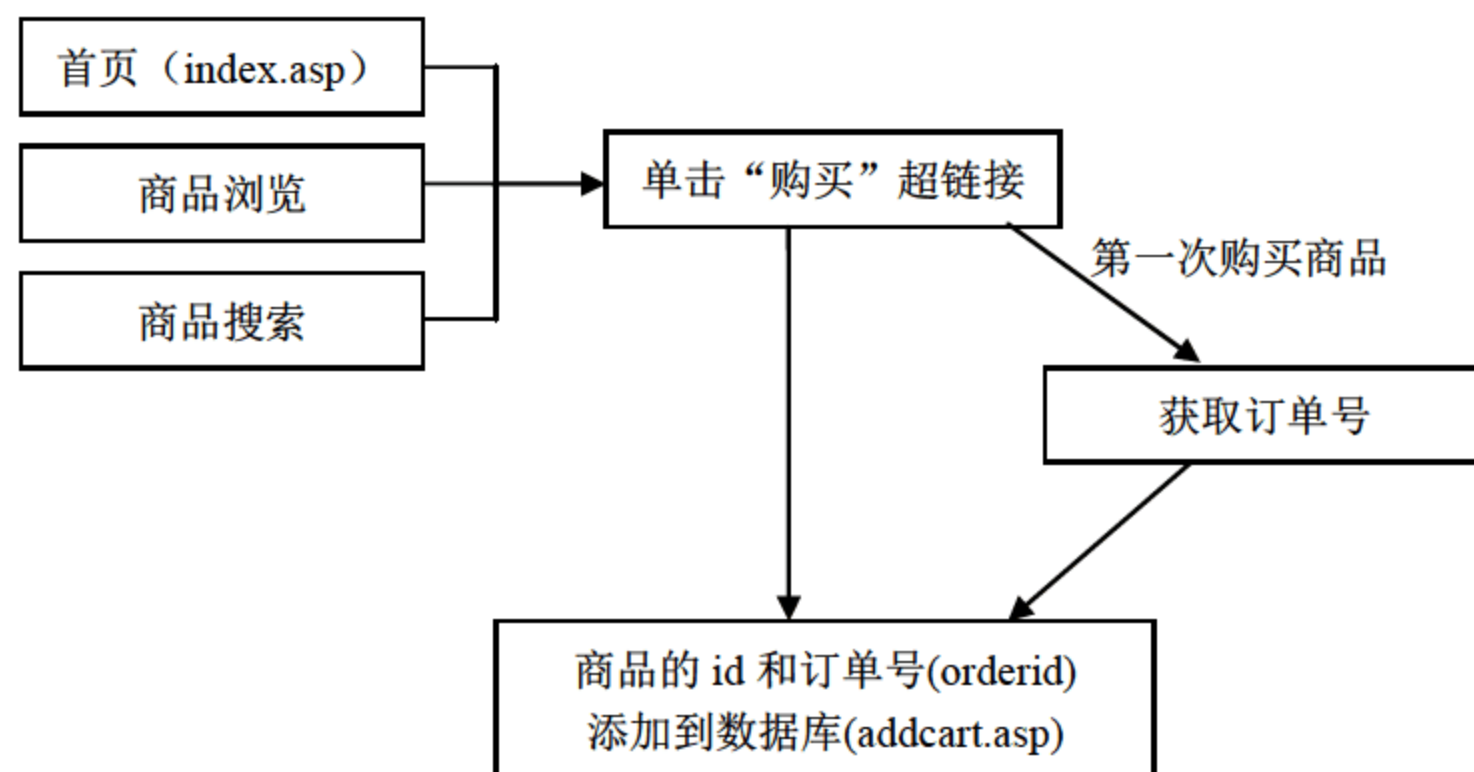 首页（index.asp）
商品浏览
商品搜索
单击“购买”超链接
第一次购买商品
获取订单号
商品的 id 和订单号(orderid)
添加到数据库(addcart.asp)